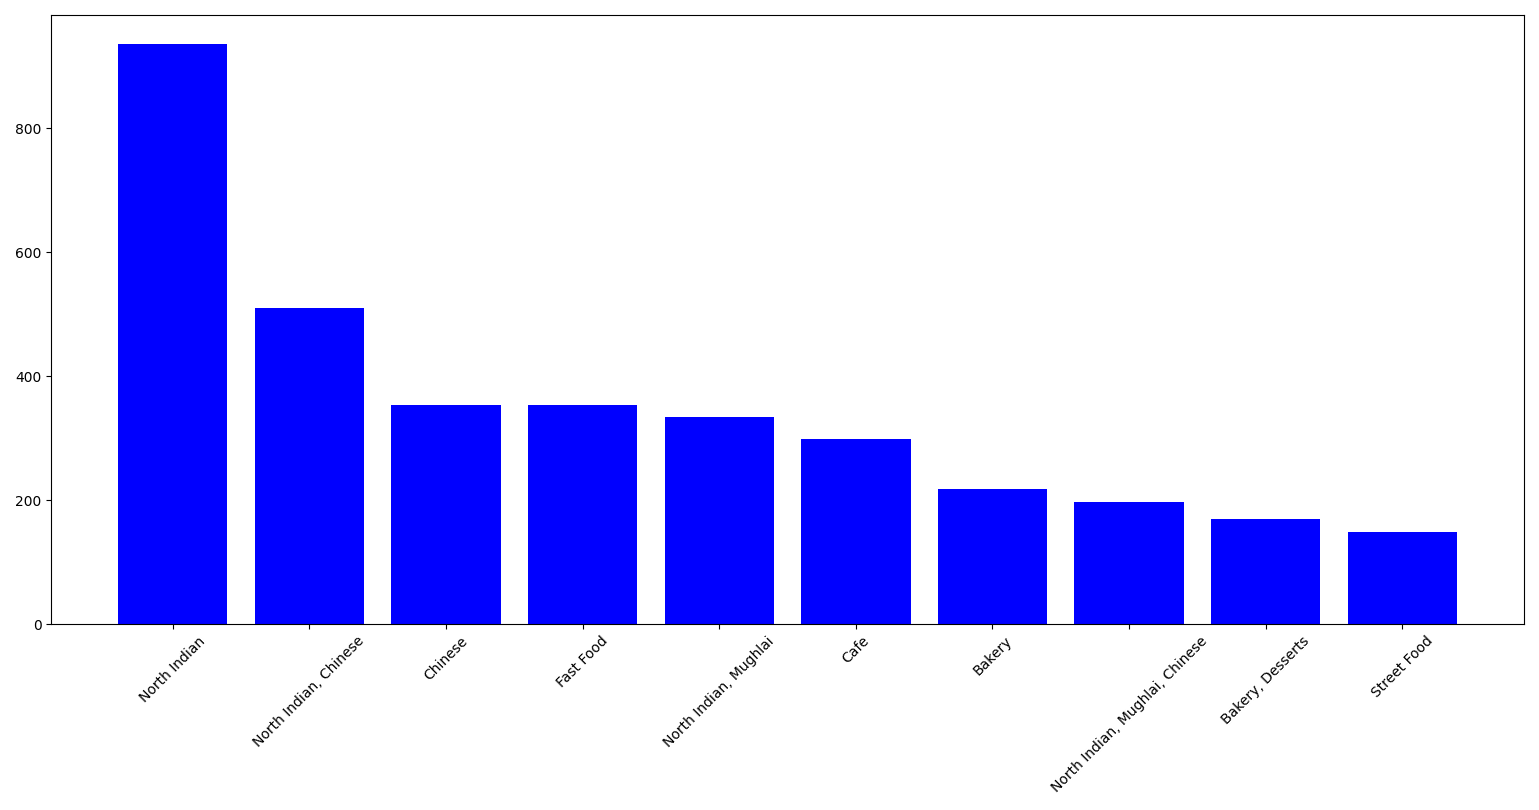 800
600
400
200
0
North Indian
North Indian, Chinese
Chinese
Fast Food
North Indian, Mughlai
Cafe
Bakery
North Indian, Mughlai, Chinese
Bakery, Desserts
Street Food